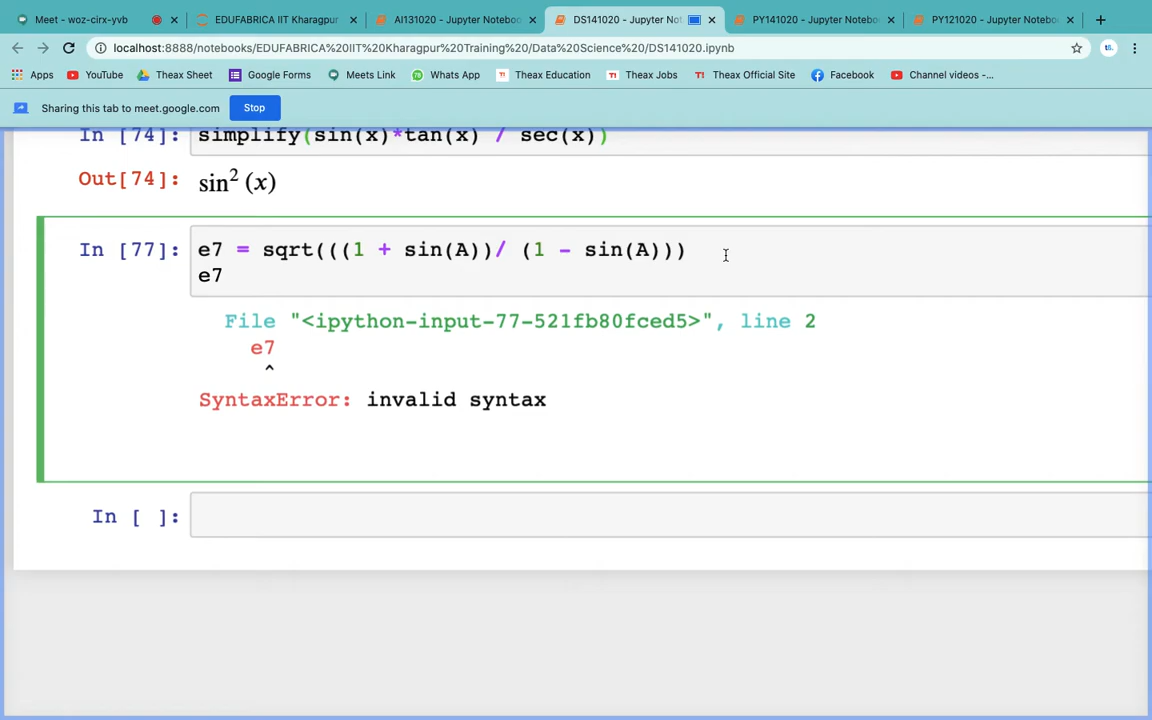 Meet - woz-cirx-yvb
EDUFABRICA IIT Kharagpur
AI131020 - Jupyter Noteboo
DS141020 - Jupyter Not
PY141020 - Jupyter Noteboo
PY121020 - Jupyter Noteboo
localhost:8888/notebooks/EDUFABRICA%20IIT%20Kharagpur%20Training%20/Data%20Science%20/DS141020.ipynb
Apps
YouTube
Theax Sheet
Google Forms
Meets Link
Whats App
Theax Education
Theax Jobs
Theax Official Site
Facebook
Channel videos -...
Sharing this tab to meet.google.com
Stop
In [74]: simplify(sin(x)*tan(x) / sec(x))
Out[74]: sin² (x)
In [77]: e7 = sqrt(((1 + sin(A))/ (1 - sin(A)))
e7
File "<ipython-input-77-521fb80fced5>", line 2
e7
^
SyntaxError: invalid syntax
In [ ]: